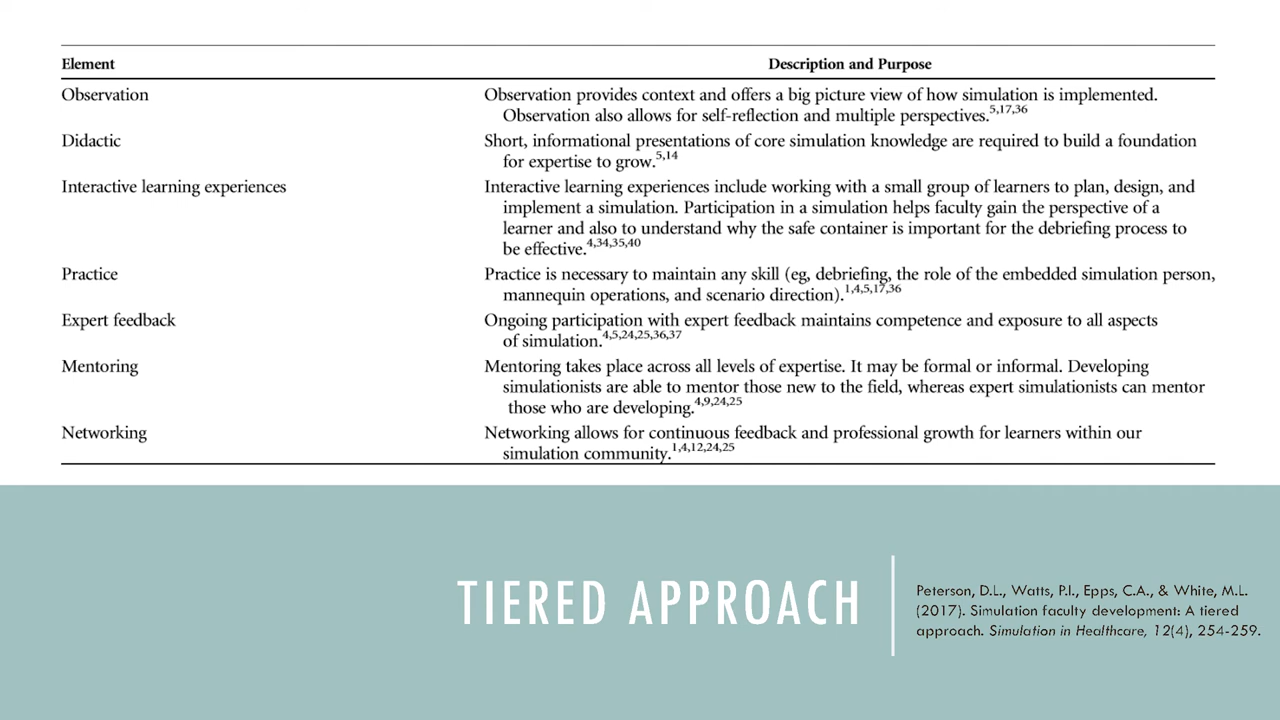 Element Description and Purpose
Observation Observation provides context and offers a big picture view of how simulation is implemented.
Observation also allows for self-reflection and multiple perspectives.5,17,36
Didactic Short, informational presentations of core simulation knowledge are required to build a foundation
for expertise to grow.5,14
Interactive learning experiences Interactive learning experiences include working with a small group of learners to plan, design, and
implement a simulation. Participation in a simulation helps faculty gain the perspective of a
learner and also to understand why the safe container is important for the debriefing process to
be effective.4,34,35,40
Practice Practice is necessary to maintain any skill (eg, debriefing, the role of the embedded simulation person,
mannequin operations, and scenario direction).1,4,5,17,36
Expert feedback Ongoing participation with expert feedback maintains competence and exposure to all aspects
of simulation.4,5,24,25,36,37
Mentoring Mentoring takes place across all levels of expertise. It may be formal or informal. Developing
simulationists are able to mentor those new to the field, whereas expert simulationists can mentor
those who are developing.4,9,24,25
Networking Networking allows for continuous feedback and professional growth for learners within our
simulation community.1,4,12,24,25
TIERED APPROACH
Peterson, D.L., Watts, P.I., Epps, C.A., & White, M.L.
(2017). Simulation faculty development: A tiered
approach. Simulation in Healthcare, 12(4), 254-259.